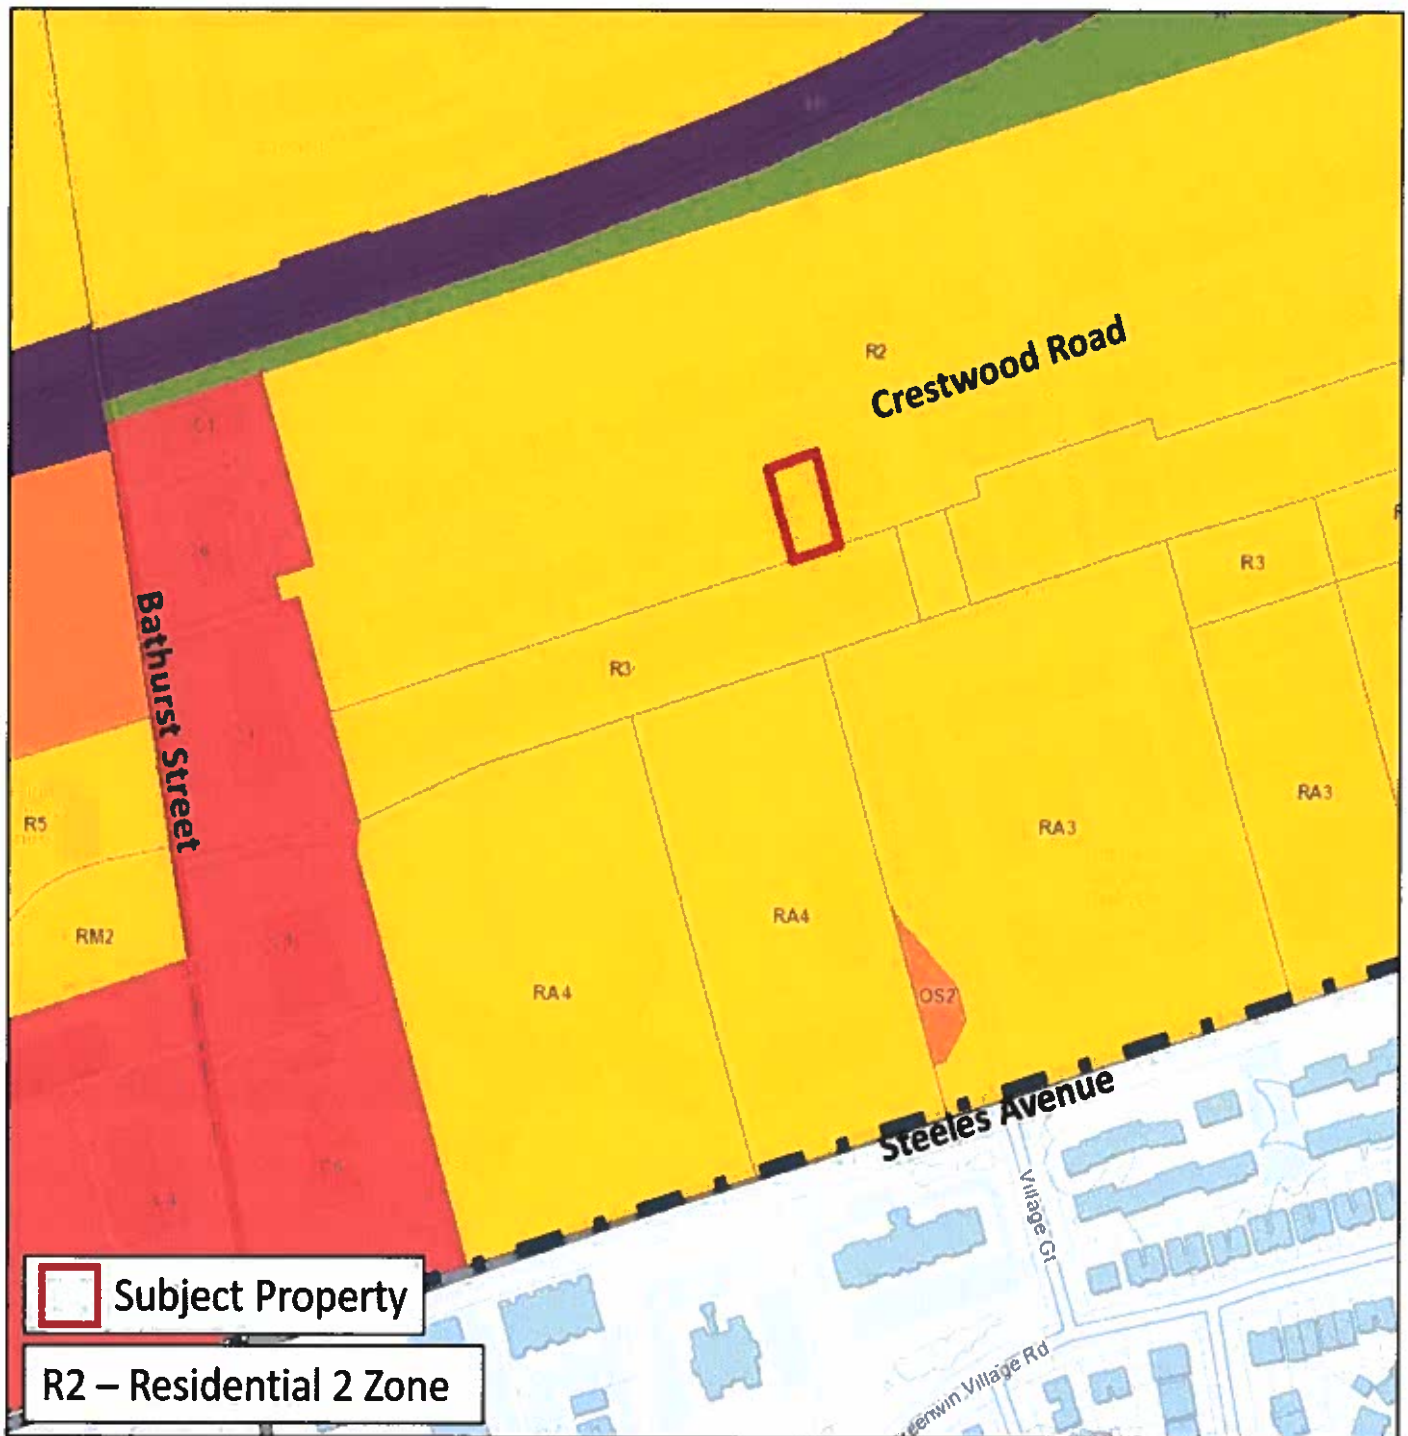 R2
Crestwood Road
R3
Bathurst Street
R3
R5
RA3
RA3
RM2
RA4
RA4
OS2
Steeles Avenue
Village Gt
Subject Property
R2 – Residential 2 Zone
Village Rd